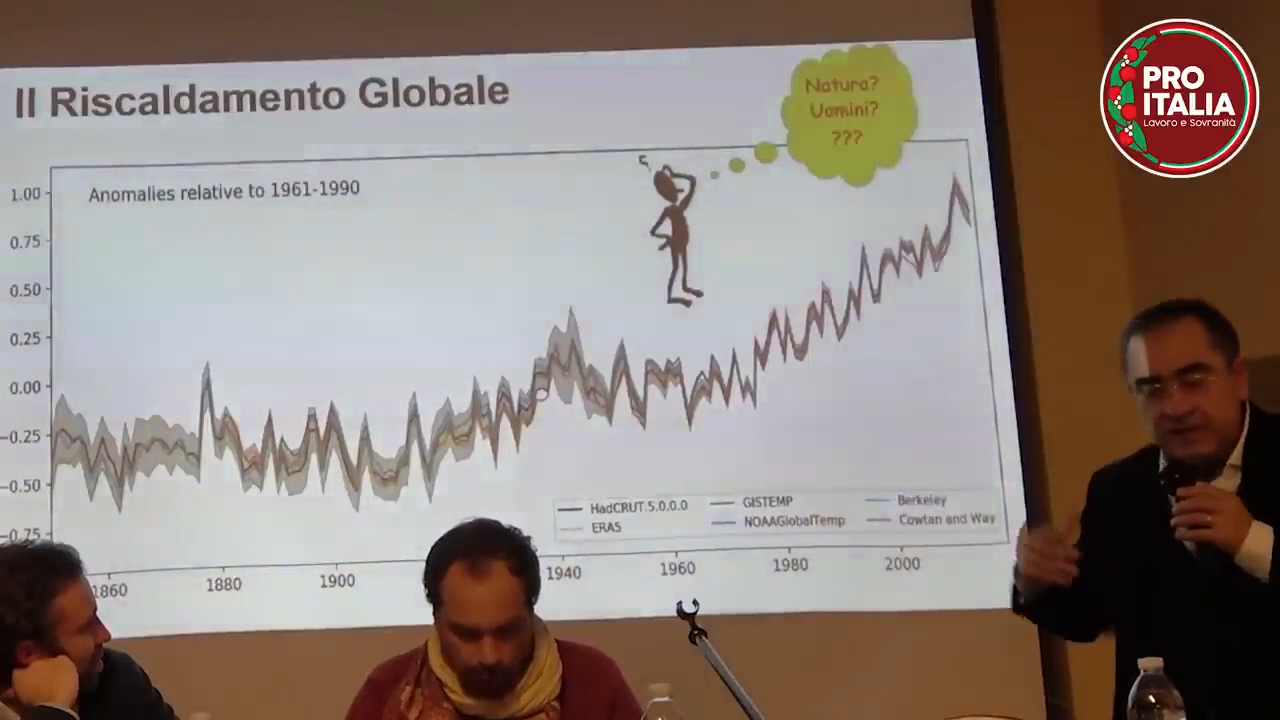 Il Riscaldamento Globale
Natura?
Uomini?
???
PRO
ITALIA
Lavoro e Sovranità
Anomalies relative to 1961-1990
1.00
0.75
0.50
0.25
0.00
−0.25
−0.50
−0.75
HadCRUT.5.0.0.0 GISTEMP Berkeley
ERA5 NOAAGlobalTemp Cowtan and Way
1860 1880 1900 1940 1960 1980 2000